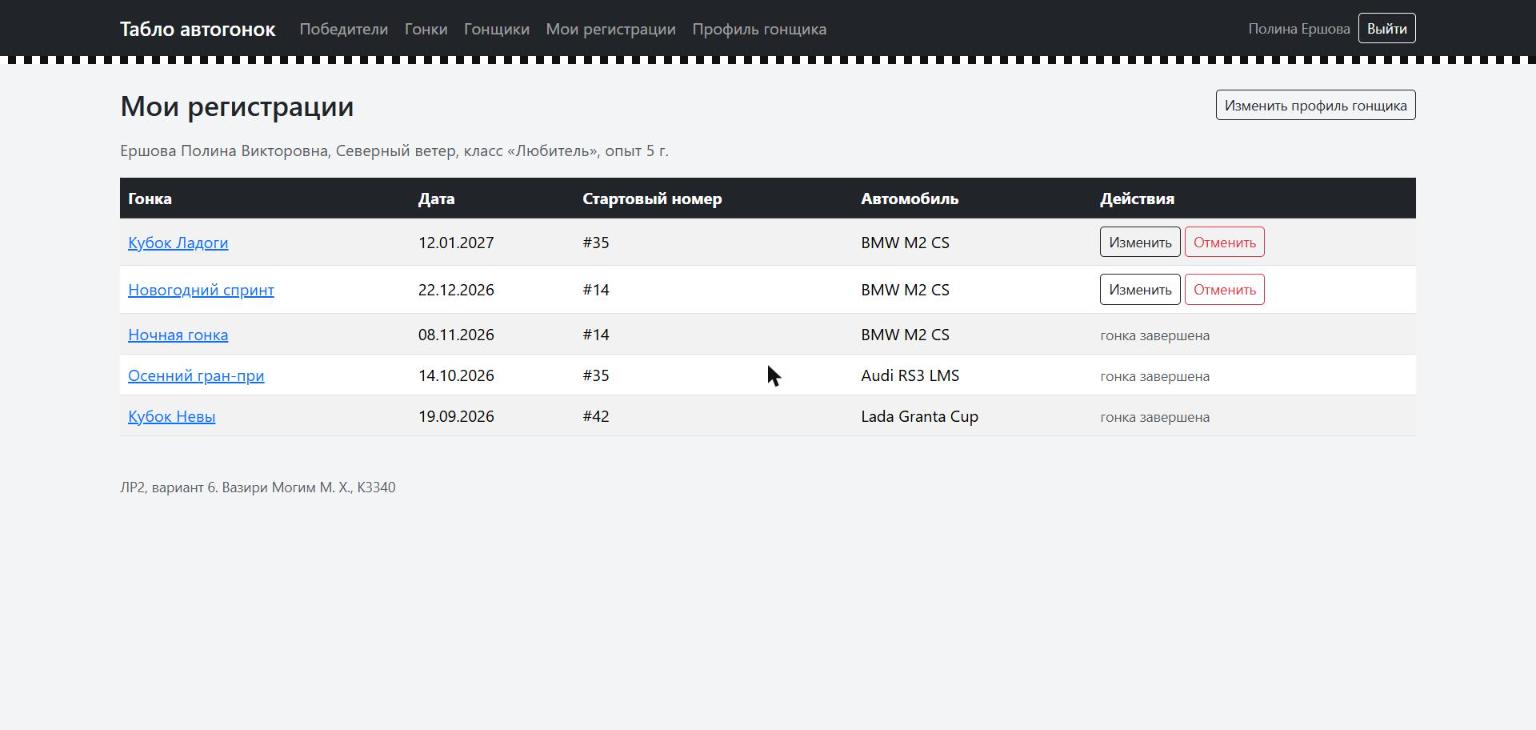 Табло автогонок Победители Гонки Гонщики Мои регистрации Профиль гонщика Полина Ершова Выйти
Мои регистрации Изменить профиль гонщика
Ершова Полина Викторовна, Северный ветер, класс «Любитель», опыт 5 г.
Гонка Дата Стартовый номер Автомобиль Действия
Кубок Ладоги 12.01.2027 #35 BMW M2 CS Изменить Отменить
Новогодний спринт 22.12.2026 #14 BMW M2 CS Изменить Отменить
Ночная гонка 08.11.2026 #14 BMW M2 CS гонка завершена
Осенний гран-при 14.10.2026 #35 Audi RS3 LMS гонка завершена
Кубок Невы 19.09.2026 #42 Lada Granta Cup гонка завершена
ЛР2, вариант 6. Вазири Могим М. Х., К3340